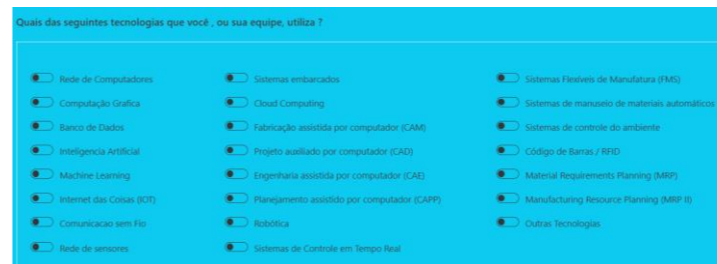 Quais das seguintes tecnologias que você , ou sua equipe, utiliza ?
Rede de Computadores
Computação Grafica
Banco de Dados
Inteligencia Artificial
Machine Learning
Internet das Coisas (IOT)
Comunicacao sem Fio
Rede de sensores
Sistemas embarcados
Cloud Computing
Fabricação assistida por computador (CAM)
Projeto auxiliado por computador (CAD)
Engenharia assistida por computador (CAE)
Planejamento assistido por computador (CAPP)
Robótica
Sistemas de Controle em Tempo Real
Sistemas Flexíveis de Manufatura (FMS)
Sistemas de manuseio de materiais automáticos
Sistemas de controle do ambiente
Código de Barras / RFID
Material Requirements Planning (MRP)
Manufacturing Resource Planning (MRP II)
Outras Tecnologias